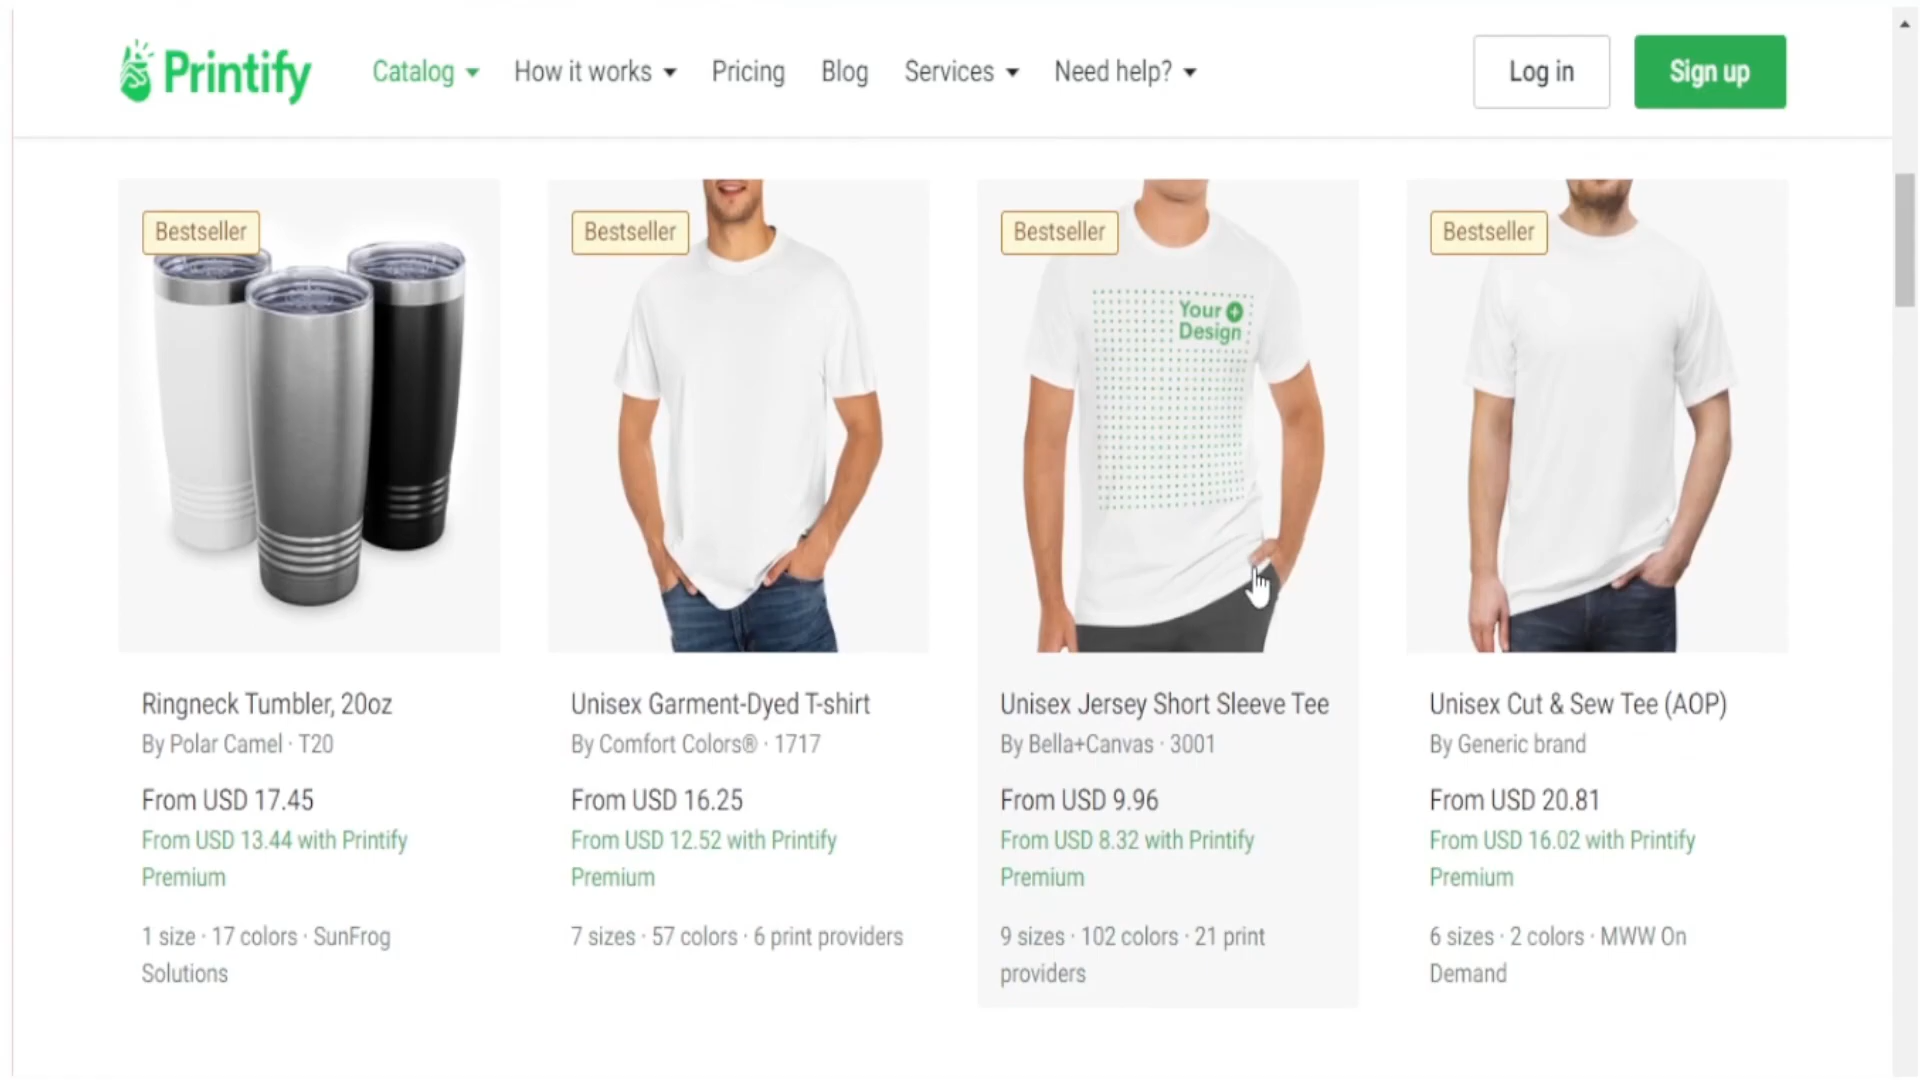 Printify
Catalog
How it works
Pricing
Blog
Services
Need help?
Log in
Sign up
Bestseller
Ringneck Tumbler, 20oz
By Polar Camel · T20
From USD 17.45
From USD 13.44 with Printify
Premium
1 size · 17 colors · SunFrog
Solutions
Bestseller
Unisex Garment-Dyed T-shirt
By Comfort Colors® · 1717
From USD 16.25
From USD 12.52 with Printify
Premium
7 sizes · 57 colors · 6 print providers
Bestseller
Your
Design
Unisex Jersey Short Sleeve Tee
By Bella+Canvas · 3001
From USD 9.96
From USD 8.32 with Printify
Premium
9 sizes · 102 colors · 21 print
providers
Bestseller
Unisex Cut & Sew Tee (AOP)
By Generic brand
From USD 20.81
From USD 16.02 with Printify
Premium
6 sizes · 2 colors · MWW On
Demand